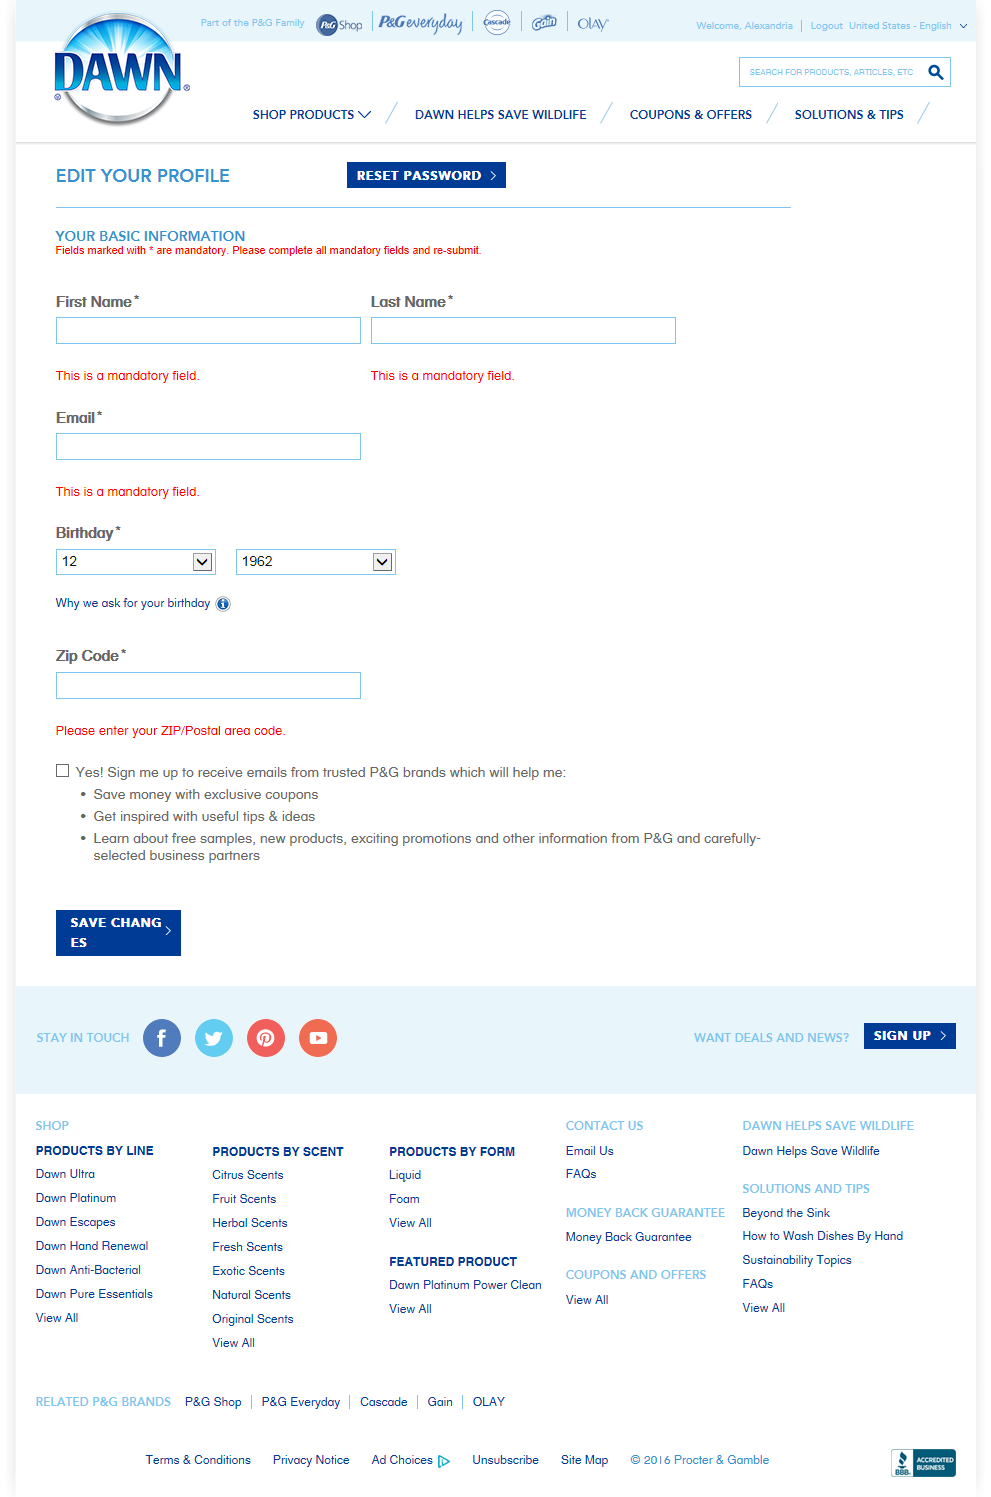 Part of the P&G Family
P&G Shop
P&G everyday
Cascade
Gain
OLAY
Welcome, Alexandria
Logout
United States - English
DAWN
SEARCH FOR PRODUCTS, ARTICLES, ETC
SHOP PRODUCTS
DAWN HELPS SAVE WILDLIFE
COUPONS & OFFERS
SOLUTIONS & TIPS
EDIT YOUR PROFILE
RESET PASSWORD
YOUR BASIC INFORMATION
Fields marked with * are mandatory. Please complete all mandatory fields and re-submit.
First Name*
Last Name*
This is a mandatory field.
This is a mandatory field.
Email*
This is a mandatory field.
Birthday*
12
1962
Why we ask for your birthday
Zip Code*
Please enter your ZIP/Postal area code.
Yes! Sign me up to receive emails from trusted P&G brands which will help me:
• Save money with exclusive coupons
• Get inspired with useful tips & ideas
• Learn about free samples, new products, exciting promotions and other information from P&G and carefully-
selected business partners
SAVE CHANG
ES
STAY IN TOUCH
WANT DEALS AND NEWS?
SIGN UP
SHOP
PRODUCTS BY LINE
Dawn Ultra
Dawn Platinum
Dawn Escapes
Dawn Hand Renewal
Dawn Anti-Bacterial
Dawn Pure Essentials
View All
PRODUCTS BY SCENT
Citrus Scents
Fruit Scents
Herbal Scents
Fresh Scents
Exotic Scents
Natural Scents
Original Scents
View All
PRODUCTS BY FORM
Liquid
Foam
View All
FEATURED PRODUCT
Dawn Platinum Power Clean
View All
CONTACT US
Email Us
FAQs
MONEY BACK GUARANTEE
Money Back Guarantee
COUPONS AND OFFERS
View All
DAWN HELPS SAVE WILDLIFE
Dawn Helps Save Wildlife
SOLUTIONS AND TIPS
Beyond the Sink
How to Wash Dishes By Hand
Sustainability Topics
FAQs
View All
RELATED P&G BRANDS
P&G Shop
P&G Everyday
Cascade
Gain
OLAY
Terms & Conditions
Privacy Notice
Ad Choices
Unsubscribe
Site Map
© 2016 Procter & Gamble
BBB
ACCREDITED
BUSINESS